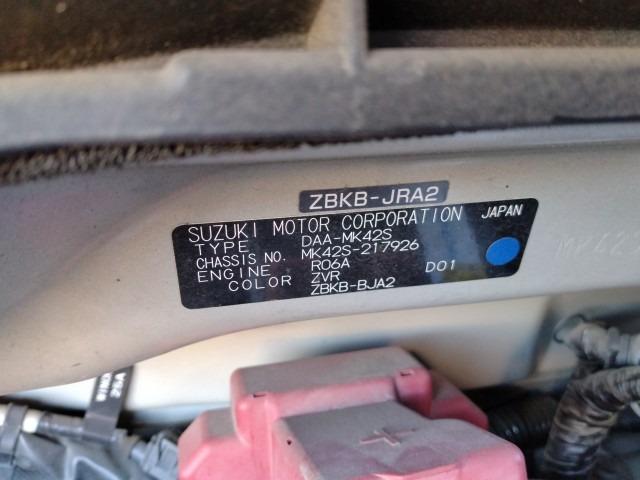 ZBKB-JRA2
SUZUKI MOTOR CORPORATION JAPAN
TYPE DAA-MK42S
CHASSIS NO. MK42S-217926
ENGINE R06A D01
COLOR ZVR
ZBKB-BJA2